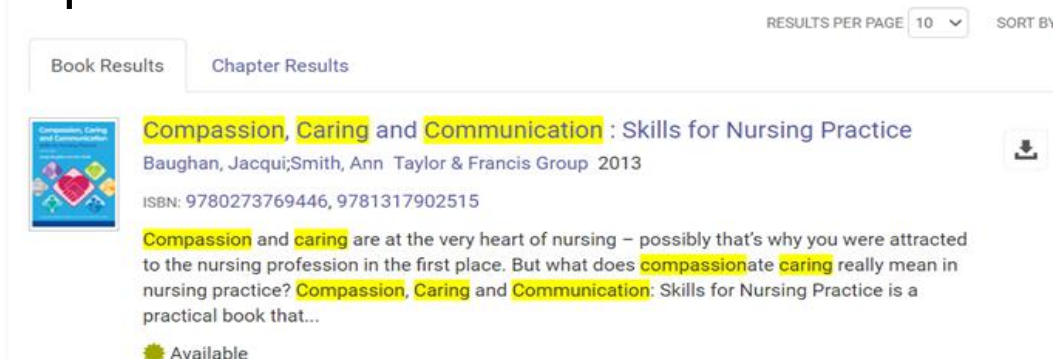 RESULTS PER PAGE 10 SORT BY
Book Results Chapter Results
Compassion, Caring and Communication : Skills for Nursing Practice
Baughan, Jacqui;Smith, Ann Taylor & Francis Group 2013
ISBN: 9780273769446, 9781317902515
Compassion and caring are at the very heart of nursing – possibly that's why you were attracted
to the nursing profession in the first place. But what does compassionate caring really mean in
nursing practice? Compassion, Caring and Communication: Skills for Nursing Practice is a
practical book that...
Available
Compassion, Caring
and Communication